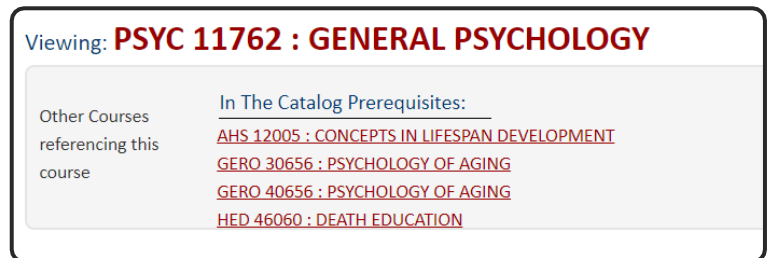 Viewing: PSYC 11762 : GENERAL PSYCHOLOGY
Other Courses
referencing this
course
In The Catalog Prerequisites:
AHS 12005 : CONCEPTS IN LIFESPAN DEVELOPMENT
GERO 30656 : PSYCHOLOGY OF AGING
GERO 40656 : PSYCHOLOGY OF AGING
HED 46060 : DEATH EDUCATION